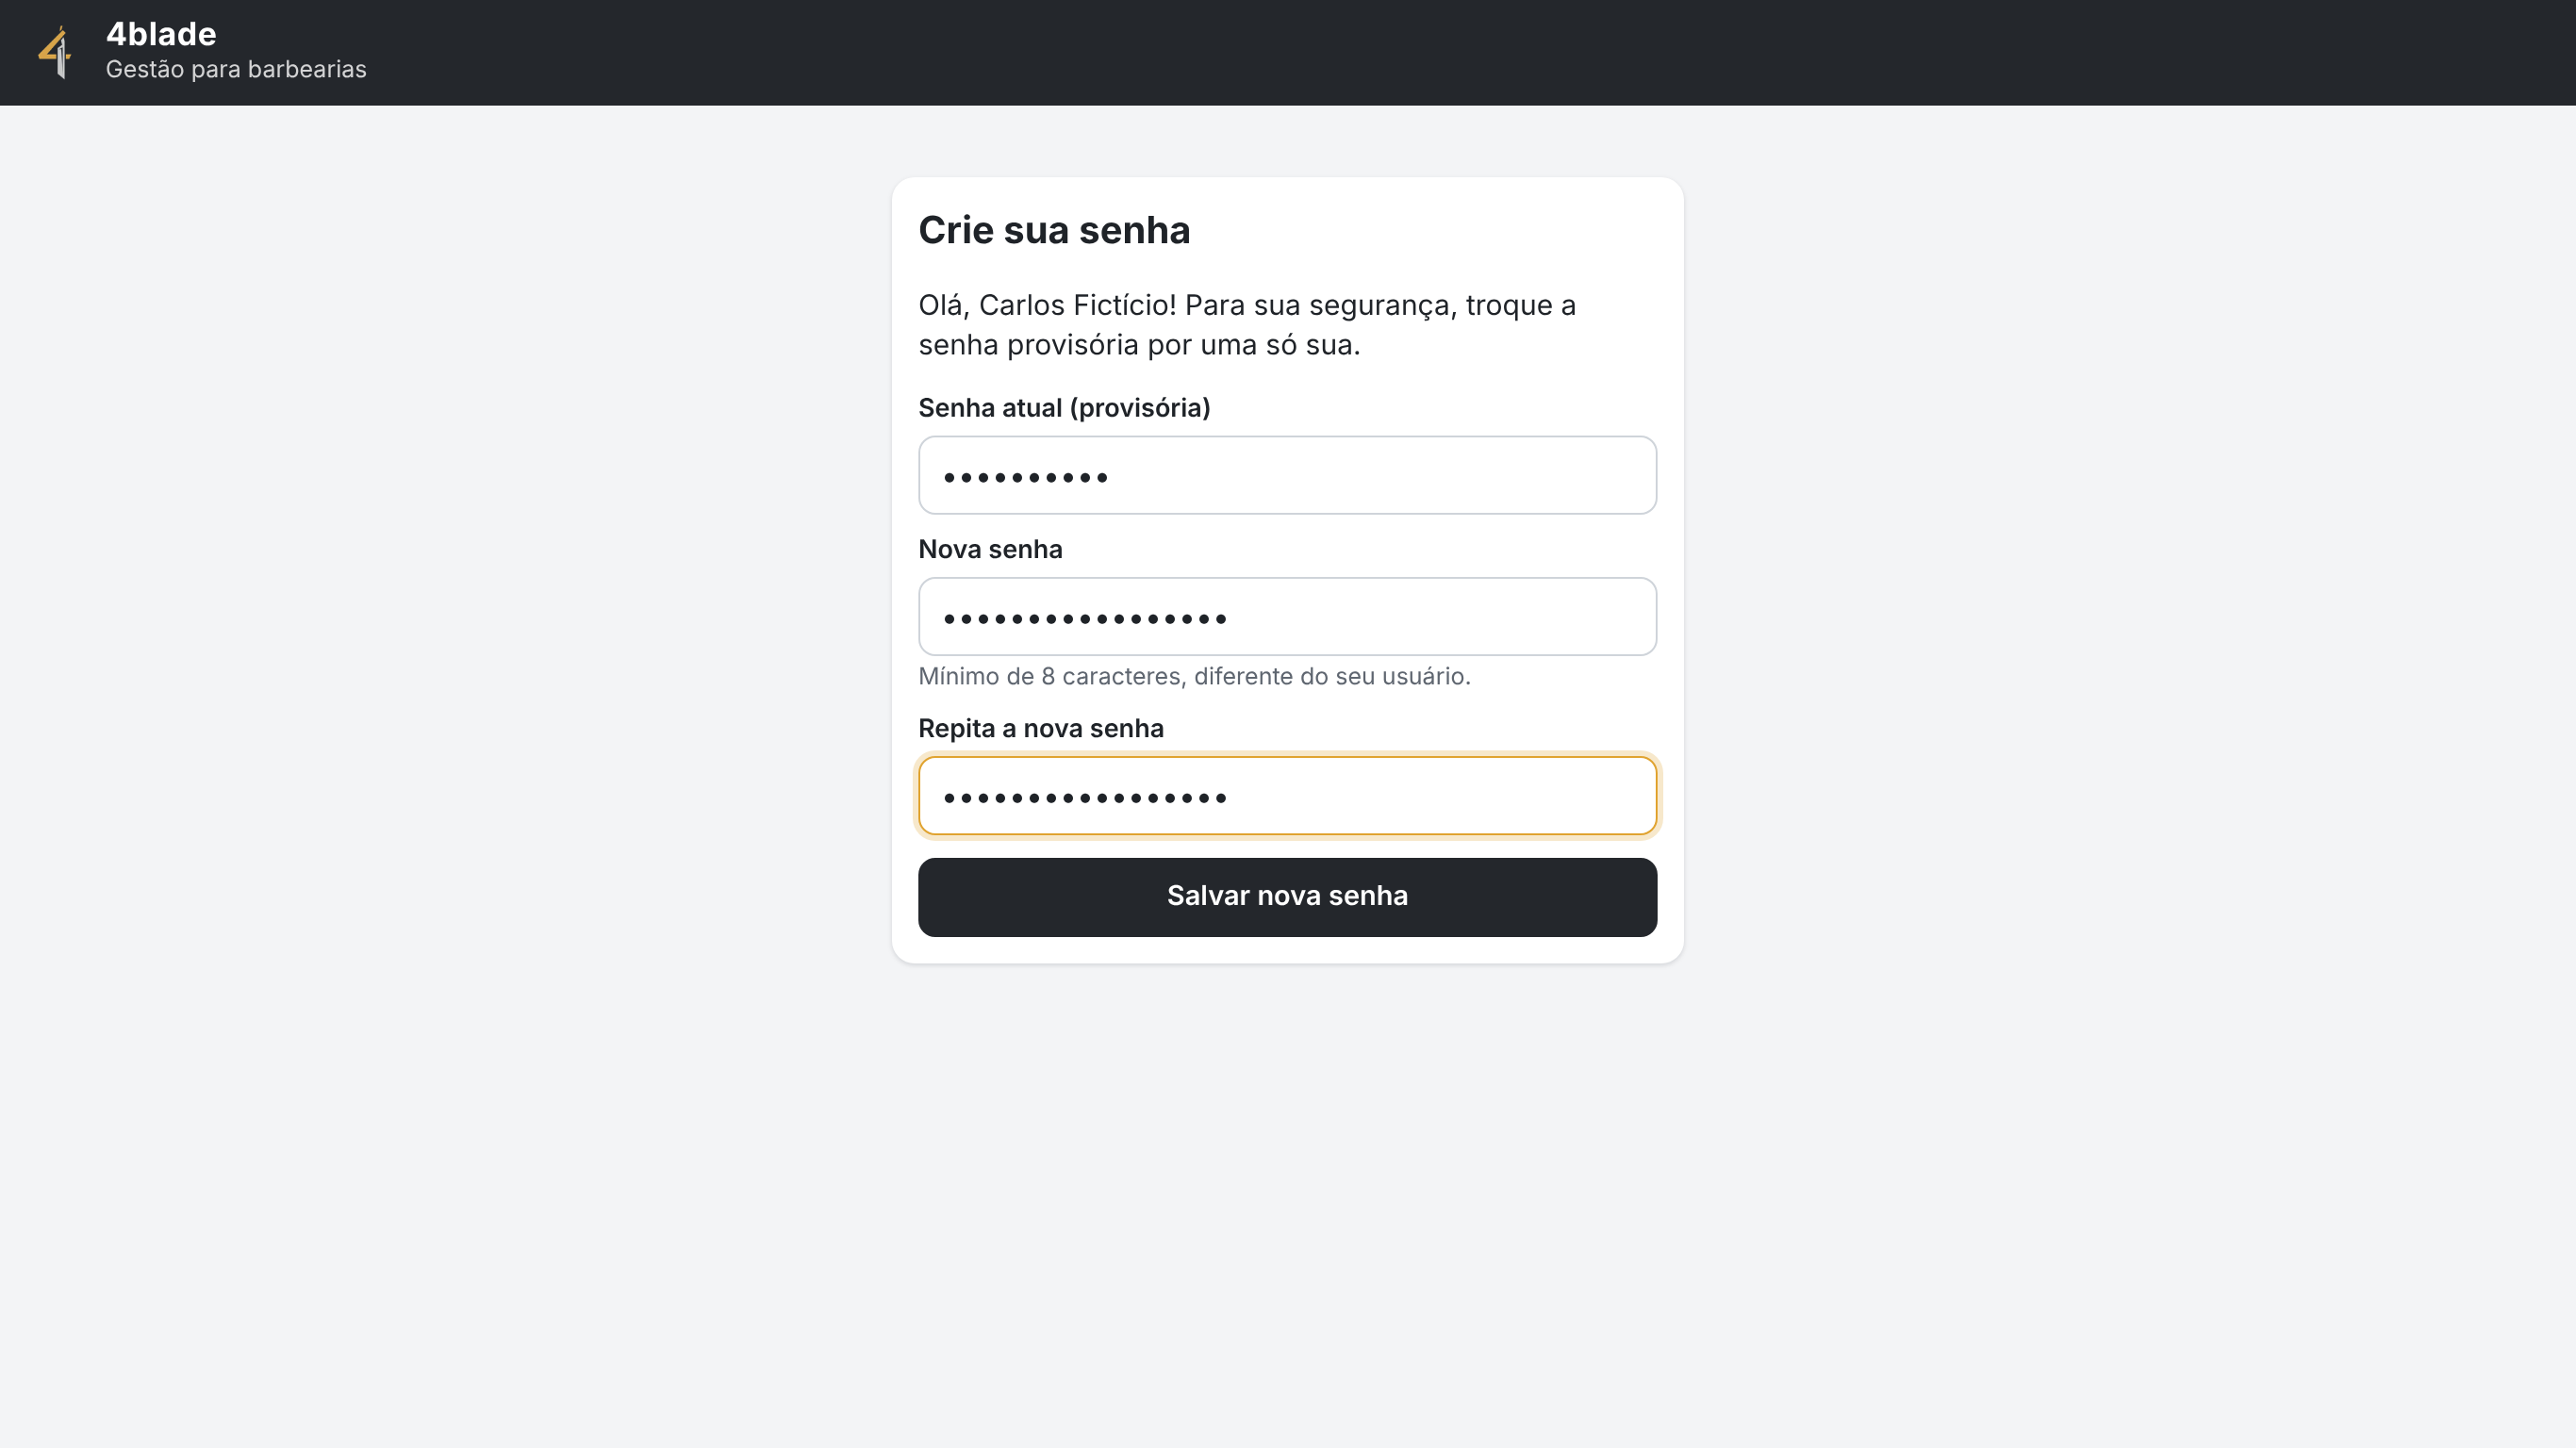 4blade
Gestão para barbearias
Crie sua senha
Olá, Carlos Fictício! Para sua segurança, troque a
senha provisória por uma só sua.
Senha atual (provisória)
••••••••••
Nova senha
•••••••••••••••••
Mínimo de 8 caracteres, diferente do seu usuário.
Repita a nova senha
•••••••••••••••••
Salvar nova senha